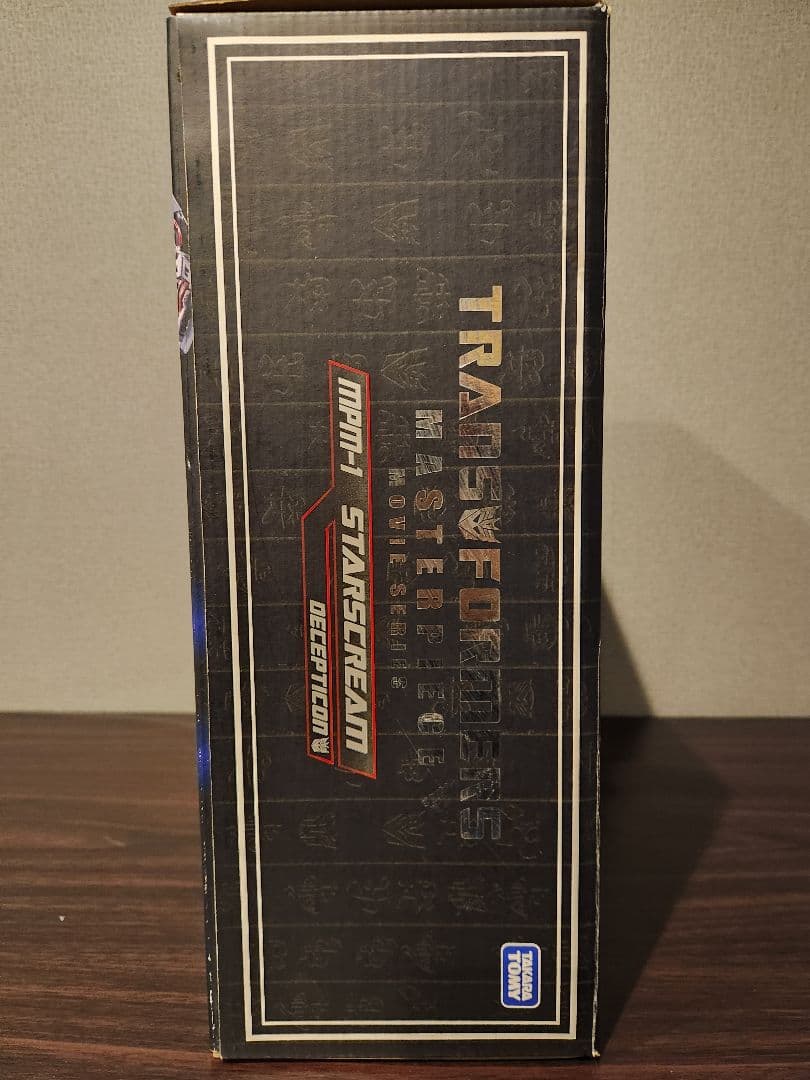 TRANSFORMERS
MASTERPIECE
MOVIE SERIES
MPM-1 STARSCREAM
DECEPTICON
TAKARA
TOMY